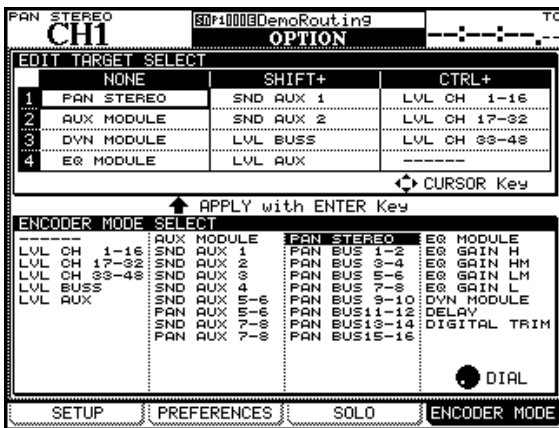 PAN STEREO
CH1
P1000 DemoRouting
TC
OPTION
--:--:--.--
EDIT TARGET SELECT
NONE SHIFT+ CTRL+
1 PAN STEREO SND AUX 1 LVL CH 1-16
2 AUX MODULE SND AUX 2 LVL CH 17-32
3 DYN MODULE LVL BUSS LVL CH 33-48
4 EQ MODULE LVL AUX ------
CURSOR Key
APPLY with ENTER Key
ENCODER MODE SELECT
------ AUX MODULE PAN STEREO EQ MODULE
LVL CH 1-16 SND AUX 1 PAN BUS 1-2 EQ GAIN H
LVL CH 17-32 SND AUX 2 PAN BUS 3-4 EQ GAIN HM
LVL CH 33-48 SND AUX 3 PAN BUS 5-6 EQ GAIN LM
LVL BUSS SND AUX 4 PAN BUS 7-8 EQ GAIN L
LVL AUX SND AUX 5-6 PAN BUS 9-10 DYN MODULE
PAN AUX 5-6 PAN BUS11-12 DELAY
SND AUX 7-8 PAN BUS13-14 DIGITAL TRIM
PAN AUX 7-8 PAN BUS15-16
DIAL
SETUP PREFERENCES SOLO ENCODER MODE